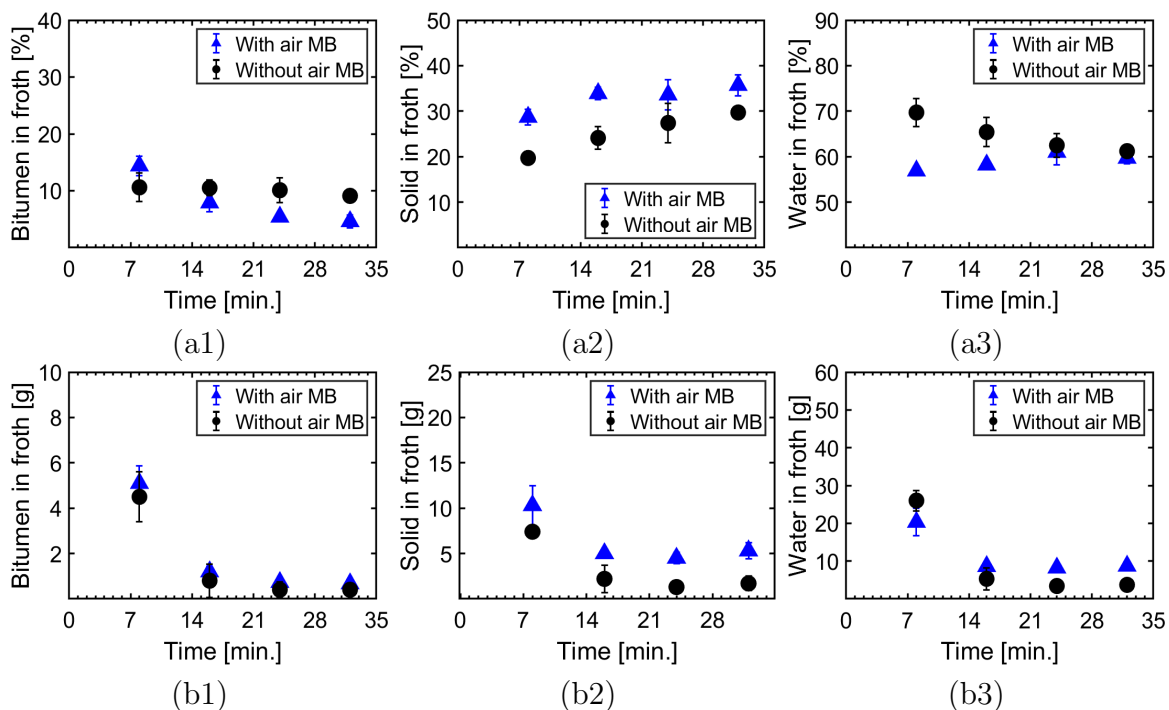 Bitumen in froth [%]
40
30
20
10
0 7 14 21 28 35
Time [min.]
With air MB
Without air MB
(a1)
Solid in froth [%]
50
40
30
20
10
0 7 14 21 28 35
Time [min.]
With air MB
Without air MB
(a2)
Water in froth [%]
90
80
70
60
50
0 7 14 21 28 35
Time [min.]
With air MB
Without air MB
(a3)
Bitumen in froth [g]
10
8
6
4
2
0 7 14 21 28 35
Time [min.]
With air MB
Without air MB
(b1)
Solid in froth [g]
25
20
15
10
5
0 7 14 21 28
Time [min.]
With air MB
Without air MB
(b2)
Water in froth [g]
60
50
40
30
20
10
0 7 14 21 28 35
Time [min.]
With air MB
Without air MB
(b3)